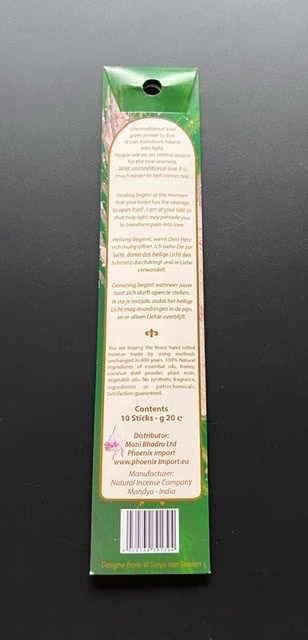 Unconditional love
given power to live.
It can transform hearts
into light.
People are on an eternal search
for the true oneness.
With unconditional love it is
much easier to feel connected.
Healing begins at the moment
that your heart has the courage
to open itself. I am at your side so
that holy light may pervade you
to transform pain into love.
Heilung beginnt, wenn Dein Herz
sich mutig öffnet. Ich stehe Dir zur
Seite, damit das heilige Licht den
Schmerz durchdringt und in Liebe
verwandelt.
Genezing begint wanneer jouw
hart zich durft open te stellen.
Ik sta je terzijde, zodat het heilige
Licht mag doordringen in de pijn,
en er alleen Liefde overblijft.
You are buying the finest hand rolled
incense made by using methods
unchanged in 400 years. 100% Natural
ingredients of essential oils, honey,
coconut shell powder, plant resin,
vegetable oils. No synthetic fragrance,
ingredients or petrochemicals.
Satisfaction guaranteed.
Contents
10 Sticks - g 20 e
Distributor:
Mani Bhadra Ltd
Phoenix import
www.phoenix import.eu
Manufacturer:
Natural Incense Company
Mandya - India
Designe from: © Sonja van Staden